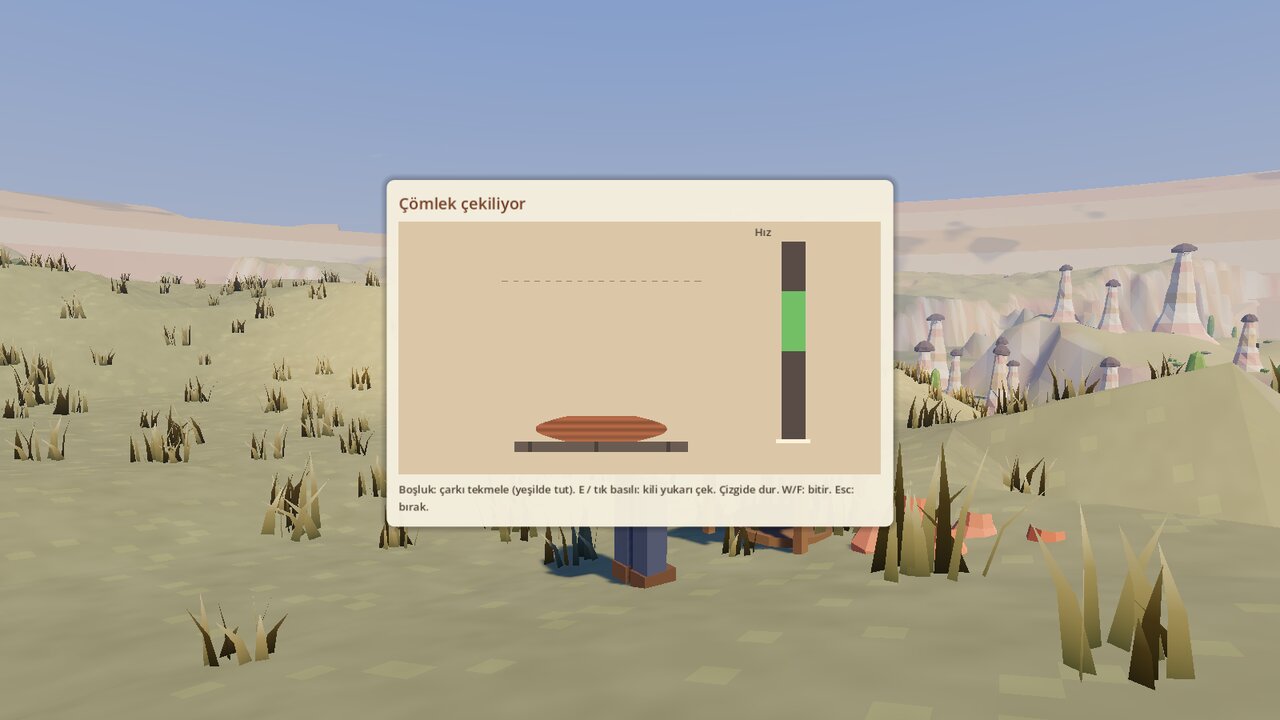 Çömlek çekiliyor
Hız
Boşluk: çarkı tekmele (yeşilde tut). E / tık basılı: kili yukarı çek. Çizgide dur. W/F: bitir. Esc:
bırak.